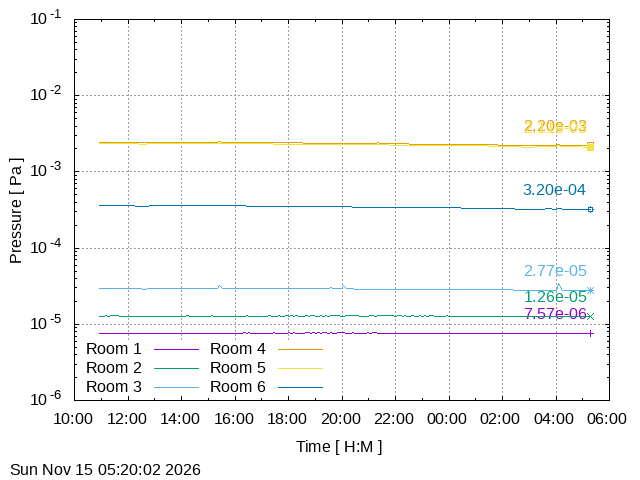 10^-1
10^-2
10^-3
10^-4
10^-5
10^-6
Pressure [ Pa ]
2.20e-03
3.20e-04
2.77e-05
1.26e-05
7.57e-06
Room 1 Room 4
Room 2 Room 5
Room 3 Room 6
10:00 12:00 14:00 16:00 18:00 20:00 22:00 00:00 02:00 04:00 06:00
Time [ H:M ]
Sun Nov 15 05:20:02 2026